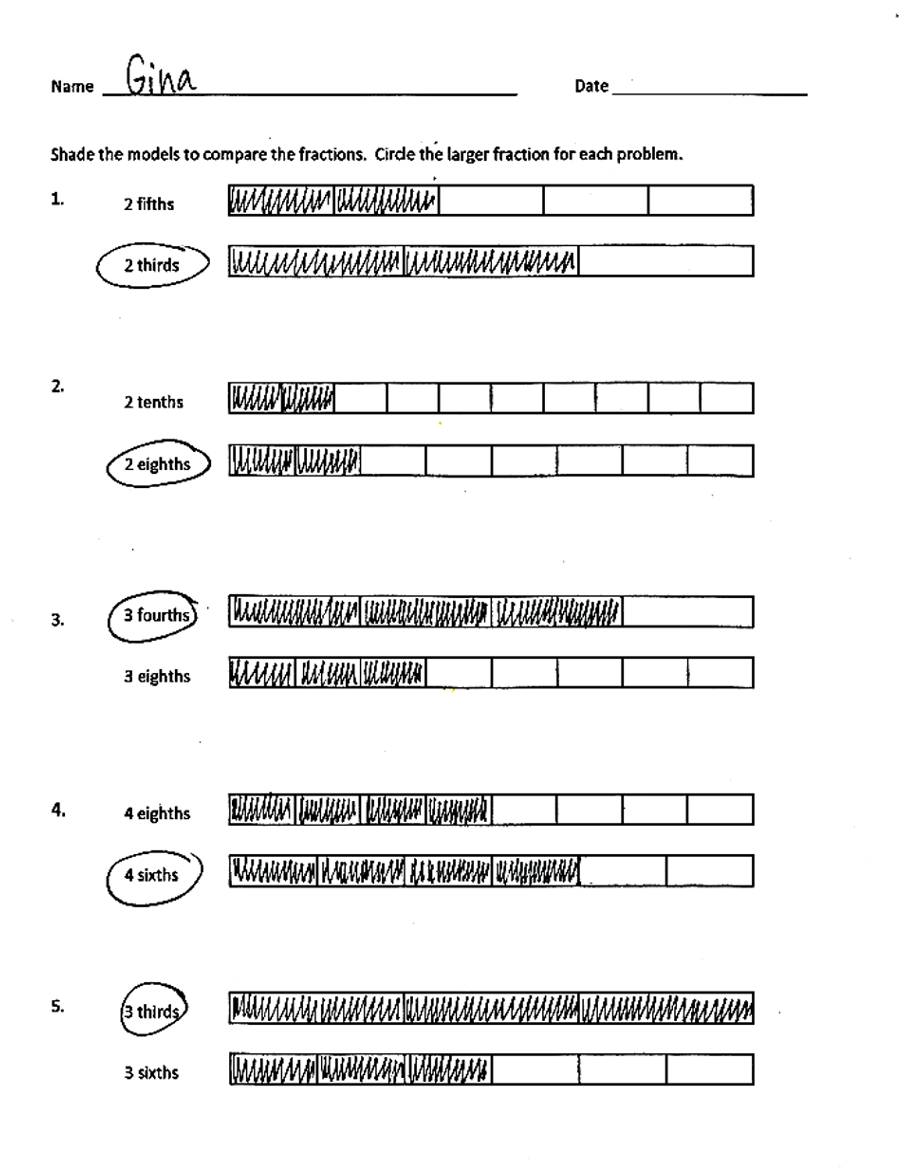 Name Gina Date
Shade the models to compare the fractions. Circle the larger fraction for each problem.
1. 2 fifths
2 thirds
2. 2 tenths
2 eighths
3. 3 fourths
3 eighths
4. 4 eighths
4 sixths
5. 3 thirds
3 sixths